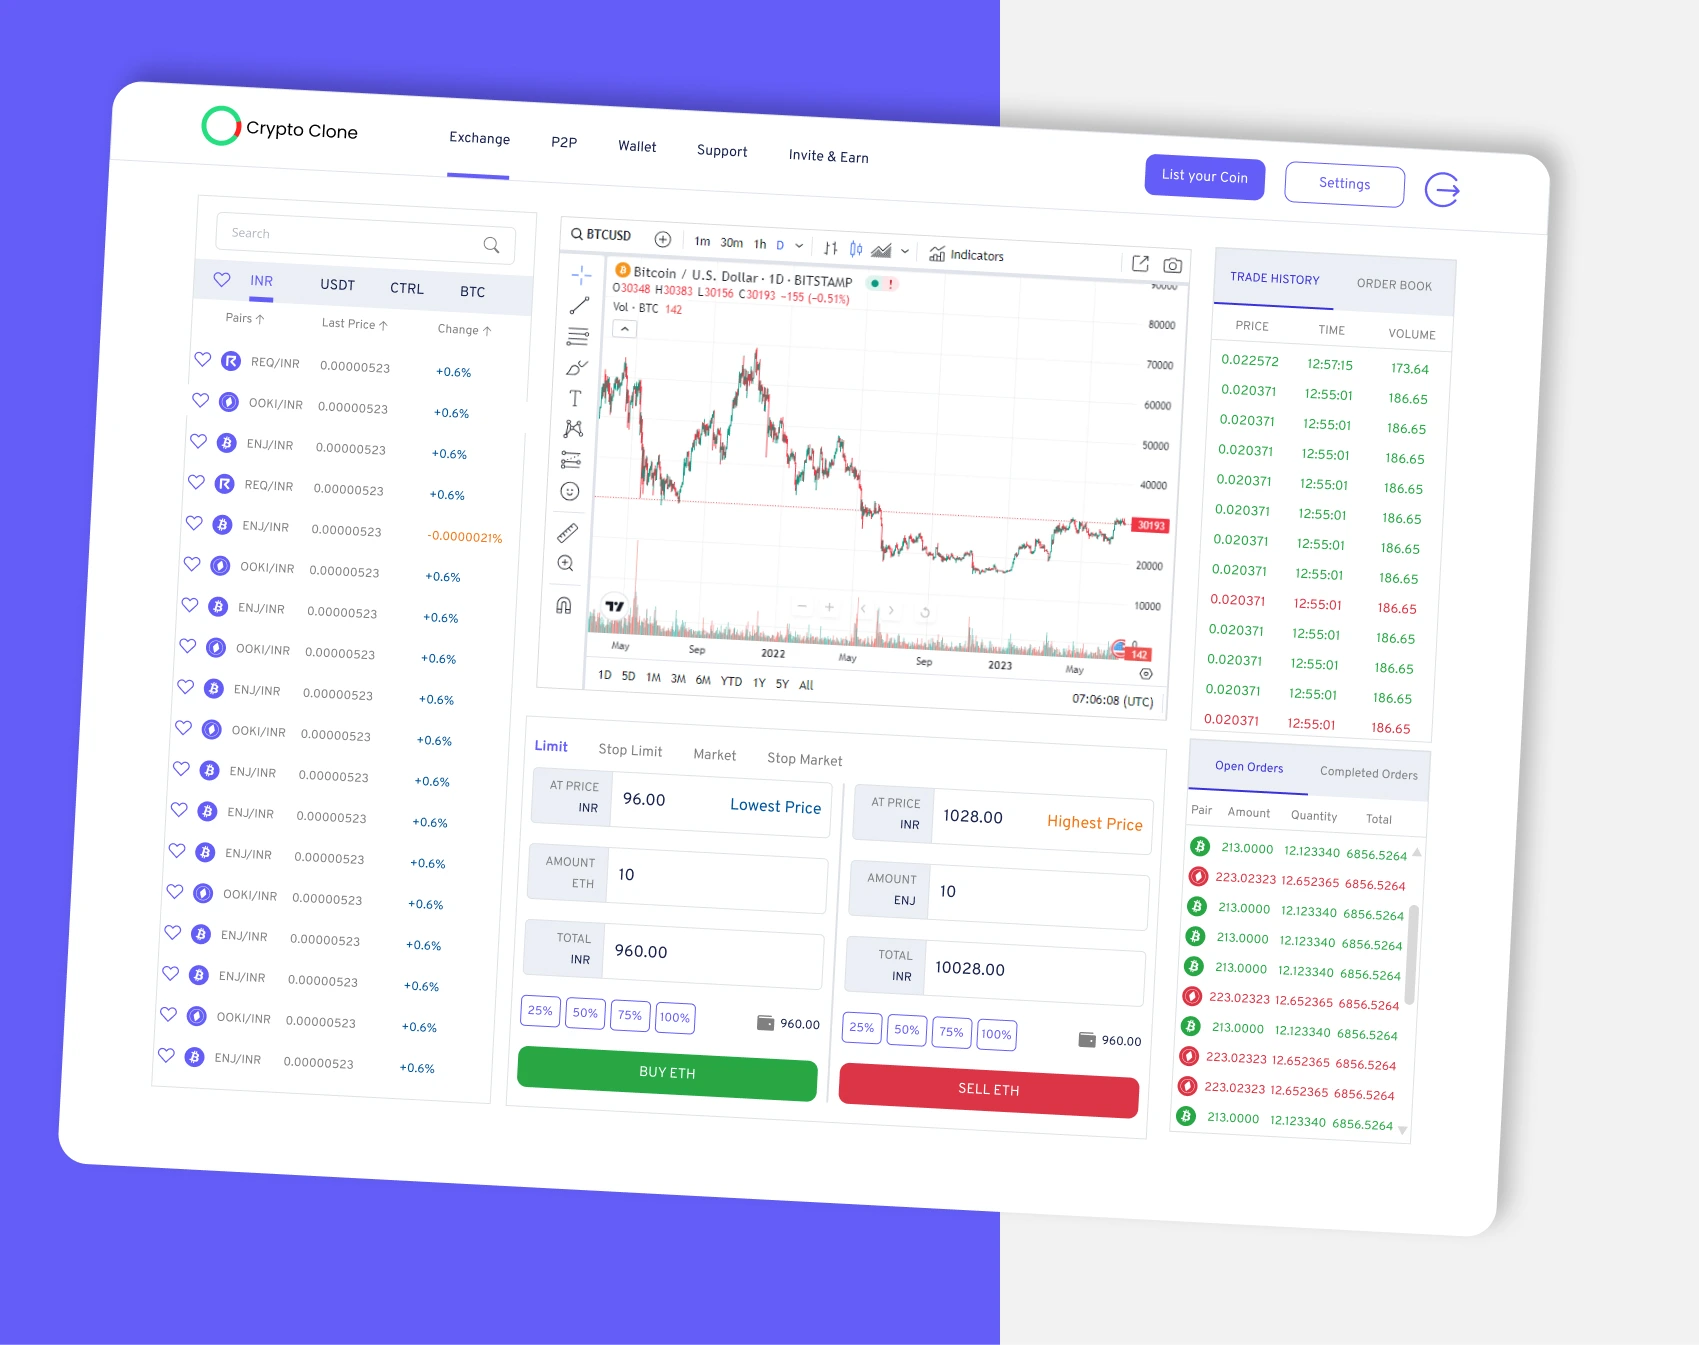 Crypto Clone
Exchange P2P Wallet Support Invite & Earn
List your Coin Settings
Search
INR USDT CTRL BTC
Pairs ↑ Last Price ↑ Change ↑
REQ/INR 0.00000523 +0.6%
OOKI/INR 0.00000523 +0.6%
ENJ/INR 0.00000523 +0.6%
REQ/INR 0.00000523 +0.6%
ENJ/INR 0.00000523 -0.0000021%
OOKI/INR 0.00000523 +0.6%
ENJ/INR 0.00000523 +0.6%
OOKI/INR 0.00000523 +0.6%
ENJ/INR 0.00000523 +0.6%
OOKI/INR 0.00000523 +0.6%
ENJ/INR 0.00000523 +0.6%
ENJ/INR 0.00000523 +0.6%
ENJ/INR 0.00000523 +0.6%
OOKI/INR 0.00000523 +0.6%
ENJ/INR 0.00000523 +0.6%
ENJ/INR 0.00000523 +0.6%
OOKI/INR 0.00000523 +0.6%
ENJ/INR 0.00000523 +0.6%
BTCUSD 1m 30m 1h D Indicators
Bitcoin / U.S. Dollar · 1D · BITSTAMP
O30348 H30383 L30156 C30193 −155 (−0.51%)
Vol · BTC 142
90000
80000
70000
60000
50000
40000
30193
20000
10000
0
142
May Sep 2022 May Sep 2023 May
1D 5D 1M 3M 6M YTD 1Y 5Y All
07:06:08 (UTC)
Limit Stop Limit Market Stop Market
AT PRICE INR 96.00 Lowest Price
AMOUNT ETH 10
TOTAL INR 960.00
25% 50% 75% 100% 960.00
BUY ETH
AT PRICE INR 1028.00 Highest Price
AMOUNT ENJ 10
TOTAL INR 10028.00
25% 50% 75% 100% 960.00
SELL ETH
TRADE HISTORY ORDER BOOK
PRICE TIME VOLUME
0.022572 12:57:15 173.64
0.020371 12:55:01 186.65
0.020371 12:55:01 186.65
0.020371 12:55:01 186.65
0.020371 12:55:01 186.65
0.020371 12:55:01 186.65
0.020371 12:55:01 186.65
0.020371 12:55:01 186.65
0.020371 12:55:01 186.65
0.020371 12:55:01 186.65
0.020371 12:55:01 186.65
0.020371 12:55:01 186.65
0.020371 12:55:01 186.65
Open Orders Completed Orders
Pair Amount Quantity Total
213.0000 12.123340 6856.5264
223.02323 12.652365 6856.5264
213.0000 12.123340 6856.5264
213.0000 12.123340 6856.5264
213.0000 12.123340 6856.5264
223.02323 12.652365 6856.5264
213.0000 12.123340 6856.5264
223.02323 12.652365 6856.5264
223.02323 12.652365 6856.5264
213.0000 12.123340 6856.5264